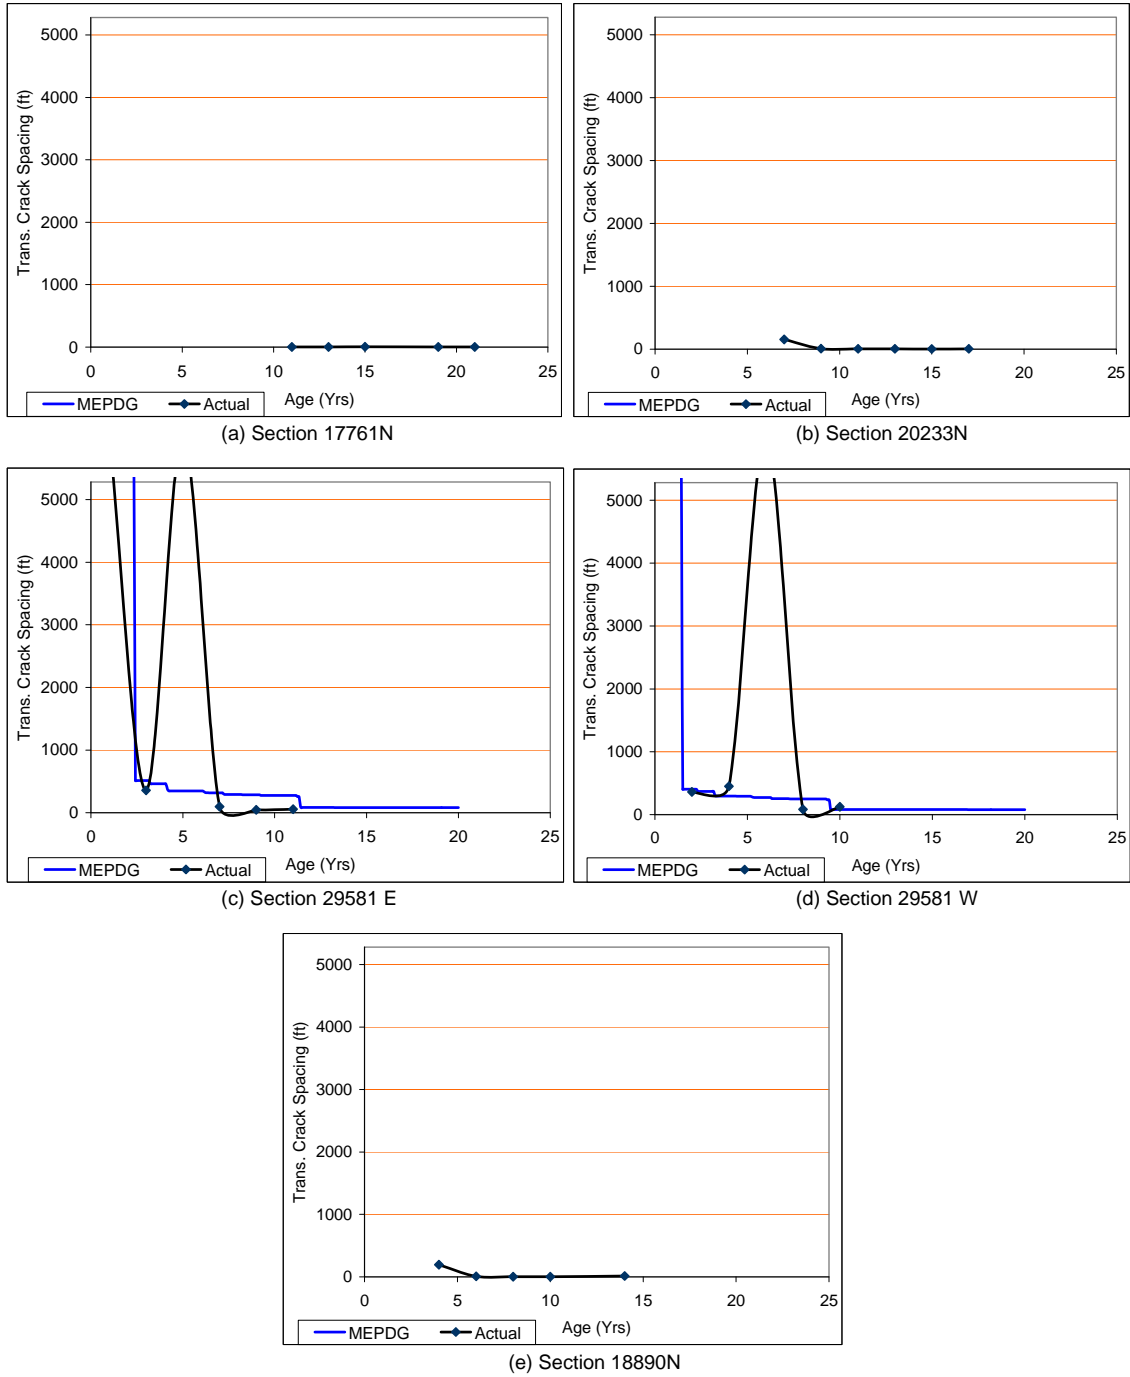 Trans. Crack Spacing (ft)
5000
4000
3000
2000
1000
0
0 5 10 15 20 25
MEPDG Actual Age (Yrs)
(a) Section 17761N
Trans. Crack Spacing (ft)
5000
4000
3000
2000
1000
0
0 5 10 15 20 25
MEPDG Actual Age (Yrs)
(b) Section 20233N
Trans. Crack Spacing (ft)
5000
4000
3000
2000
1000
0
0 5 10 15 20 25
MEPDG Actual Age (Yrs)
(c) Section 29581 E
Trans. Crack Spacing (ft)
5000
4000
3000
2000
1000
0
0 5 10 15 20 25
MEPDG Actual Age (Yrs)
(d) Section 29581 W
Trans. Crack Spacing (ft)
5000
4000
3000
2000
1000
0
0 5 10 15 20 25
MEPDG Actual Age (Yrs)
(e) Section 18890N